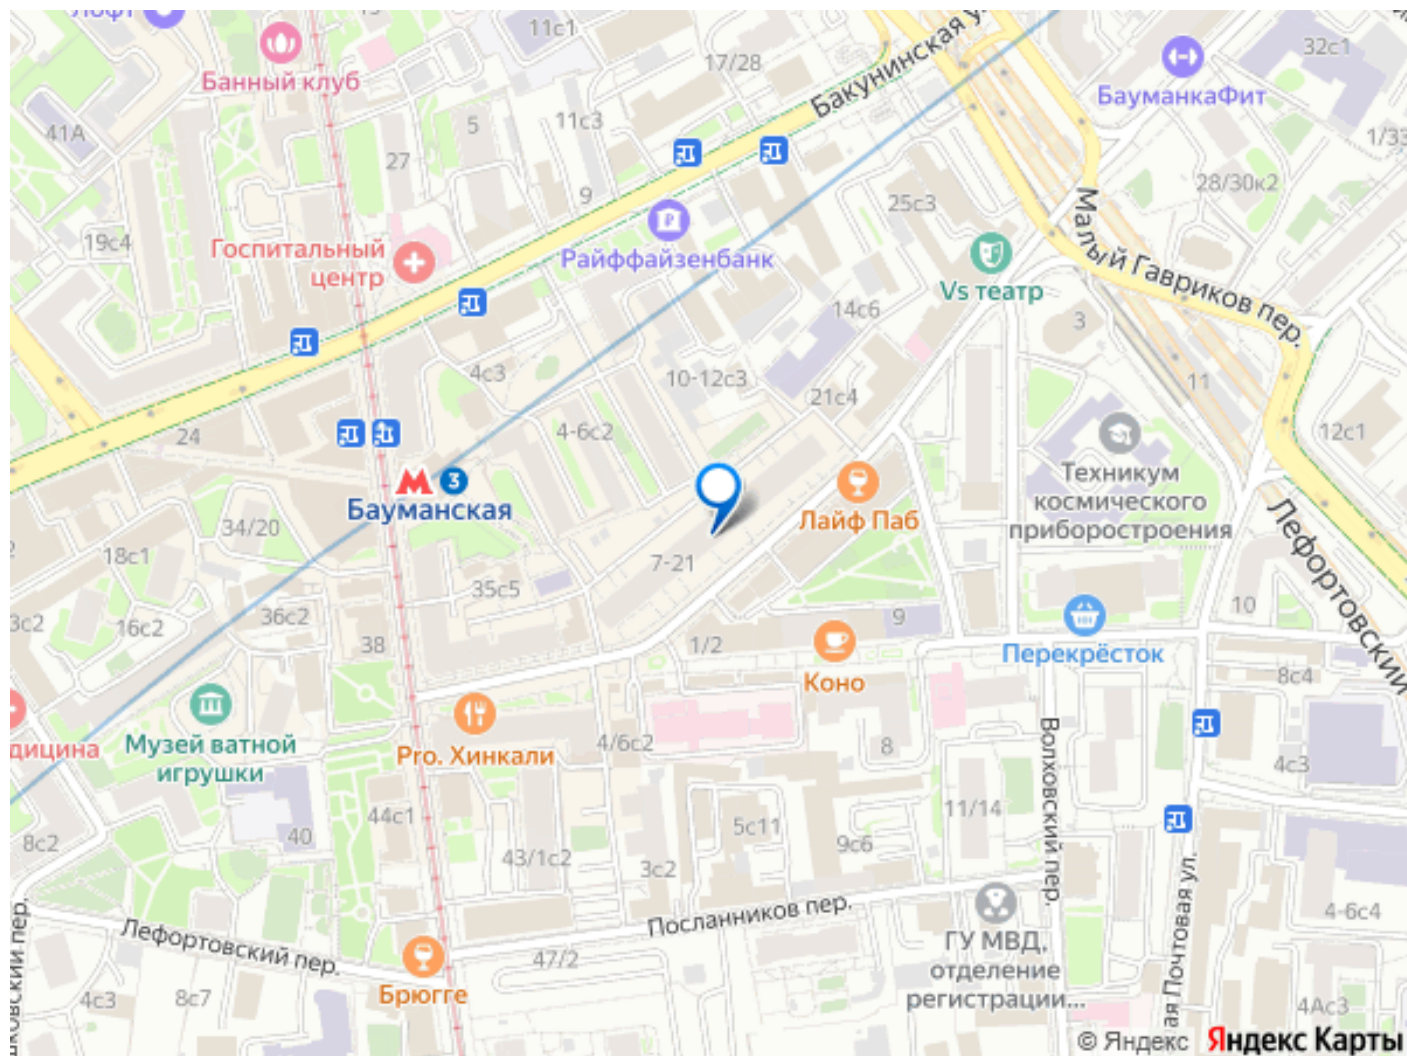 Лофт
Банный клуб
11с1
17/28
Бакунинская у
32с1
БауманкаФит
41А
5
11с3
27
1/33
9
28/30к2
25с3
Малый Гавриков пер.
19с4
Госпитальный
центр
Райффайзенбанк
Vs театр
14с6
3
4с3
10-12с3
11
21с4
24
4-6с2
12с1
3
Бауманская
Лайф Паб
Техникум
космического
приборостроения
34/20
18с1
7-21
Лефортовский
35с5
3с2
16с2
36с2
38
1/2
9
10
Перекрёсток
Коно
8с4
дицина
Музей ватной
игрушки
Pro. Хинкали
4/6с2
8
Волховский пер.
4с3
44с1
40
8с2
11/14
5с11
9с6
43/1с2
3с2
Посланников пер.
Лефортовский пер.
ковский пер.
ая Почтовая ул.
ГУ МВД,
отделение
регистрации...
4-6с4
47/2
Брюгге
4с3
8с7
4Ас3
© Яндекс Яндекс Карты